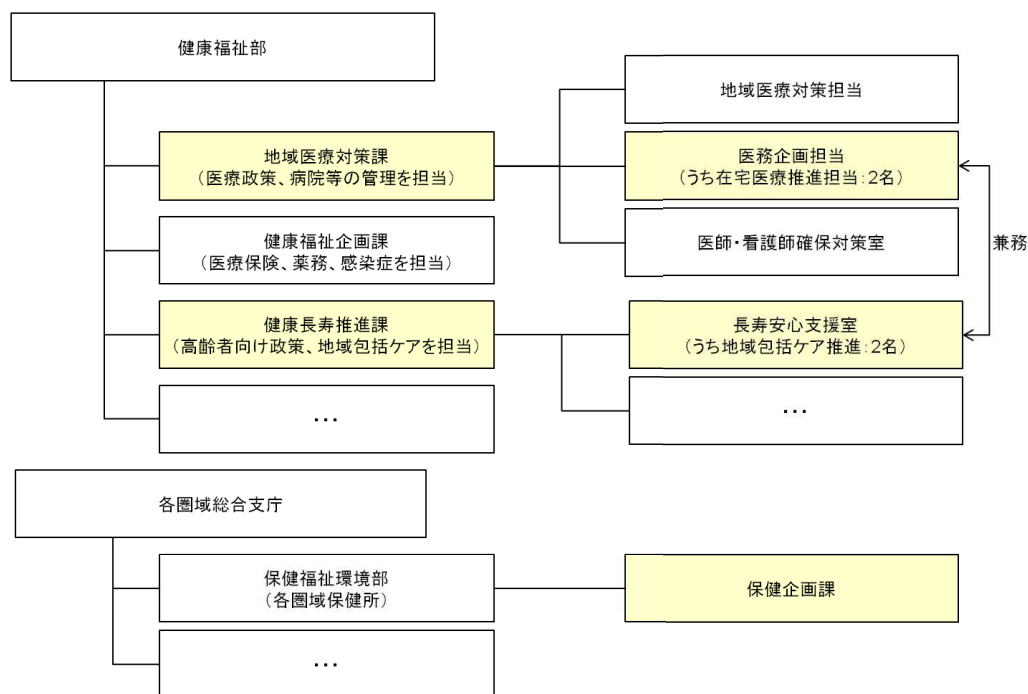 健康福祉部
地域医療対策課
（医療政策、病院等の管理を担当）
健康福祉企画課
（医療保険、薬務、感染症を担当）
健康長寿推進課
（高齢者向け政策、地域包括ケアを担当）
…
地域医療対策担当
医務企画担当
（うち在宅医療推進担当：2名）
医師・看護師確保対策室
長寿安心支援室
（うち地域包括ケア推進：2名）
…
兼務
各圏域総合支庁
保健福祉環境部
（各圏域保健所）
…
保健企画課